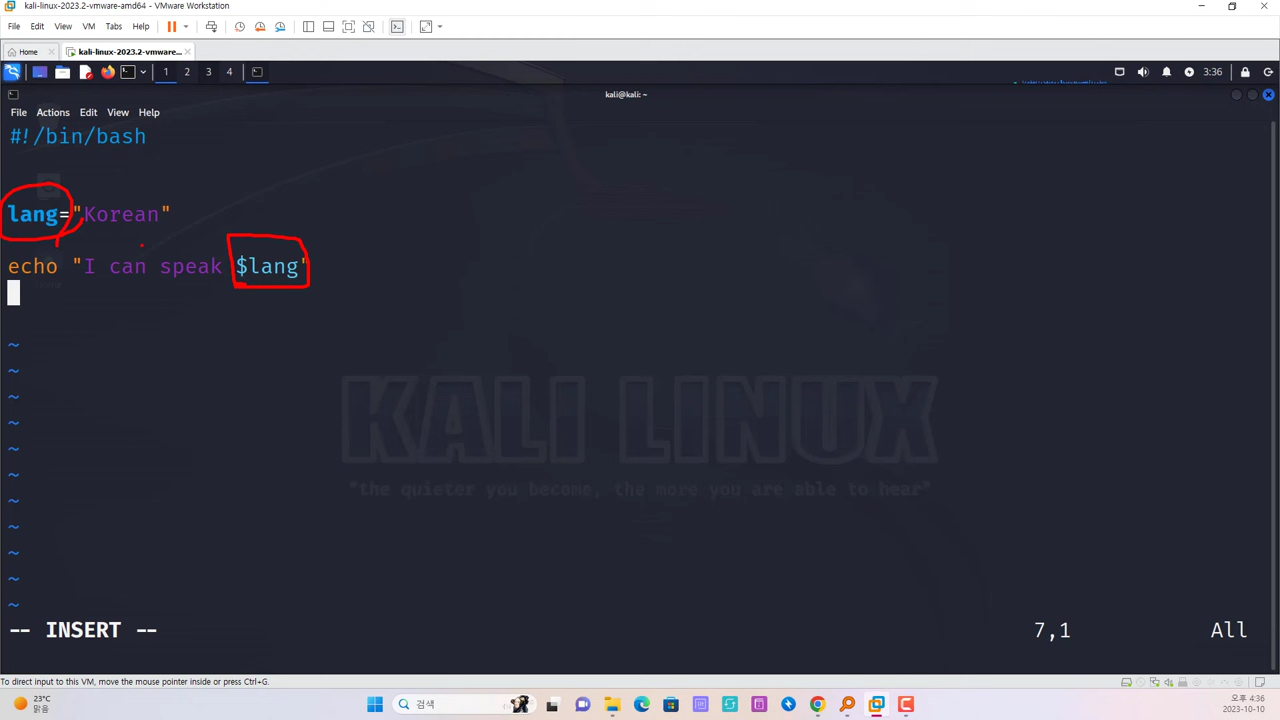 kali-linux-2023.2-vmware-amd64 - VMware Workstation
File Edit View VM Tabs Help
Home kali-linux-2023.2-vmware...
1 2 3 4 3:36
kali@kali: ~
File Actions Edit View Help
#!/bin/bash
lang="Korean"
echo "I can speak $lang"
~
~
~
~
~
~
~
~
~
~
~
KALI LINUX
"the quieter you become, the more you are able to hear"
-- INSERT -- 7,1 All
To direct input to this VM, move the mouse pointer inside or press Ctrl+G.
23°C
맑음
검색
오후 4:36
2023-10-10